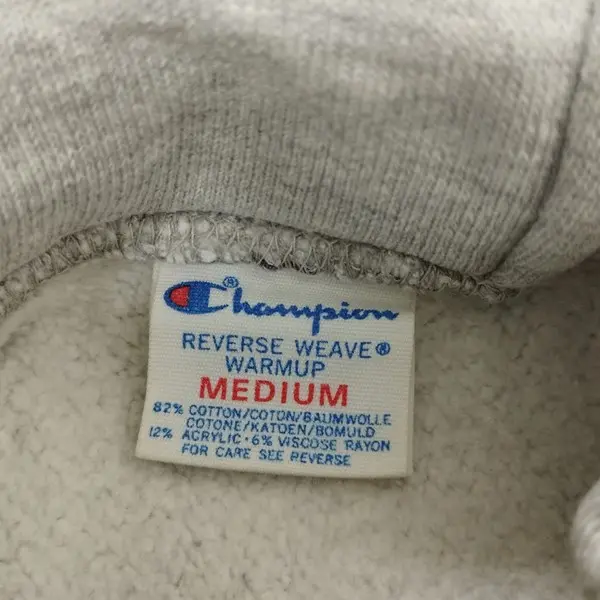 Champion®
REVERSE WEAVE®
WARMUP
MEDIUM
82% COTTON/COTON/BAUMWOLLE
COTONE/KATOEN/BOMULD
12% ACRYLIC·6% VISCOSE RAYON
FOR CARE SEE REVERSE